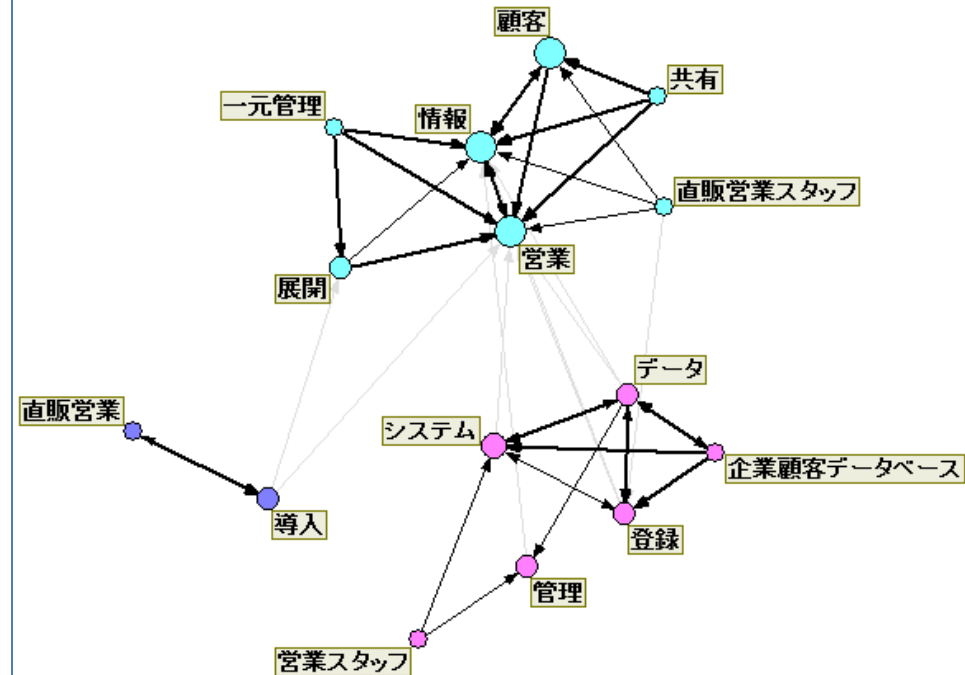 顧客
共有
一元管理
情報
直販営業スタッフ
営業
展開
データ
直販営業
システム
企業顧客データベース
導入
登録
管理
営業スタッフ